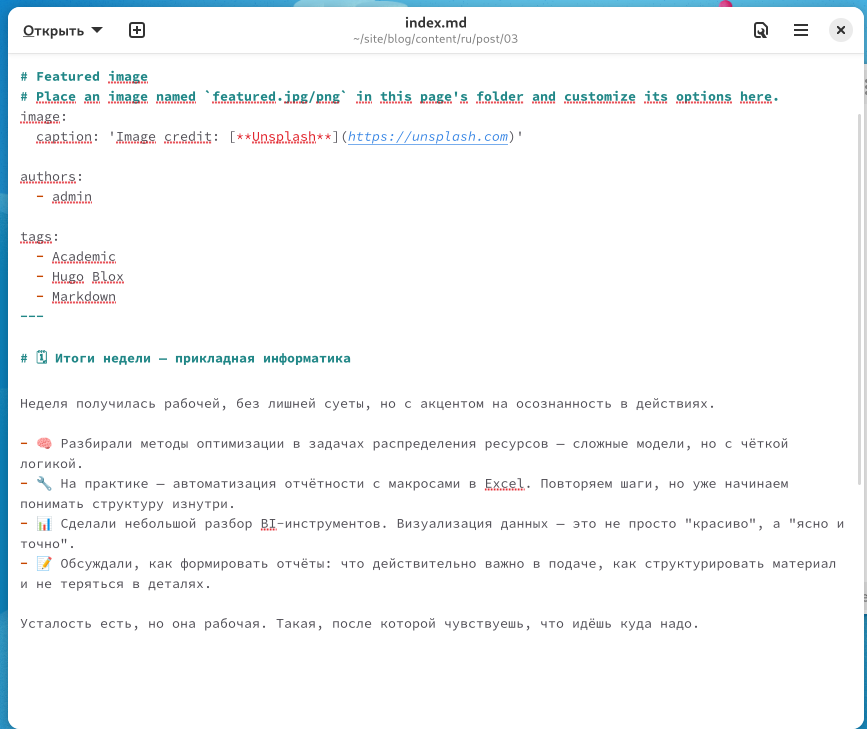 Открыть
index.md
~/site/blog/content/ru/post/03
# Featured image
# Place an image named `featured.jpg/png` in this page's folder and customize its options here.
image:
  caption: 'Image credit: [**Unsplash**](https://unsplash.com)'
authors:
  - admin
tags:
  - Academic
  - Hugo Blox
  - Markdown
---
# 🗓 Итоги недели — прикладная информатика
Неделя получилась рабочей, без лишней суеты, но с акцентом на осознанность в действиях.
- 🧠 Разбирали методы оптимизации в задачах распределения ресурсов — сложные модели, но с чёткой
логикой.
- 🔧 На практике — автоматизация отчётности с макросами в Excel. Повторяем шаги, но уже начинаем
понимать структуру изнутри.
- 📊 Сделали небольшой разбор BI-инструментов. Визуализация данных — это не просто "красиво", а "ясно и
точно".
- 📝 Обсуждали, как формировать отчёты: что действительно важно в подаче, как структурировать материал
и не теряться в деталях.
Усталость есть, но она рабочая. Такая, после которой чувствуешь, что идёшь куда надо.